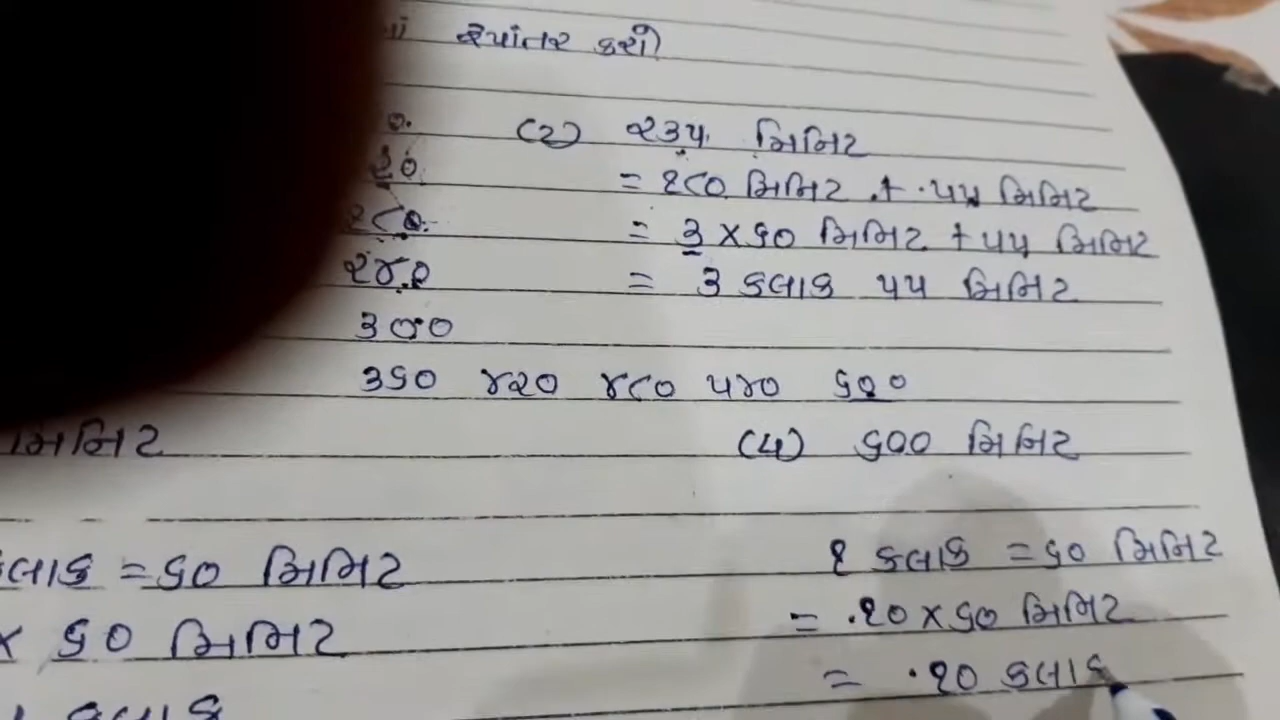 રૂપાંતર કરો
(૨) ૨૩૫ મિનિટ
= ૧૮૦ મિનિટ + ૫૫ મિનિટ
= ૩ × ૬૦ મિનિટ + ૫૫ મિનિટ
= ૩ કલાક ૫૫ મિનિટ
૩૦૦
૩૬૦ ૪૨૦ ૪૮૦ ૫૪૦ ૬૦૦
મિનિટ
(૪) ૬૦૦ મિનિટ
= ૬૦ મિનિટ
૧ કલાક = ૬૦ મિનિટ
× ૬૦ મિનિટ
= ૧૦ × ૬૦ મિનિટ
= ૧૦ કલાક